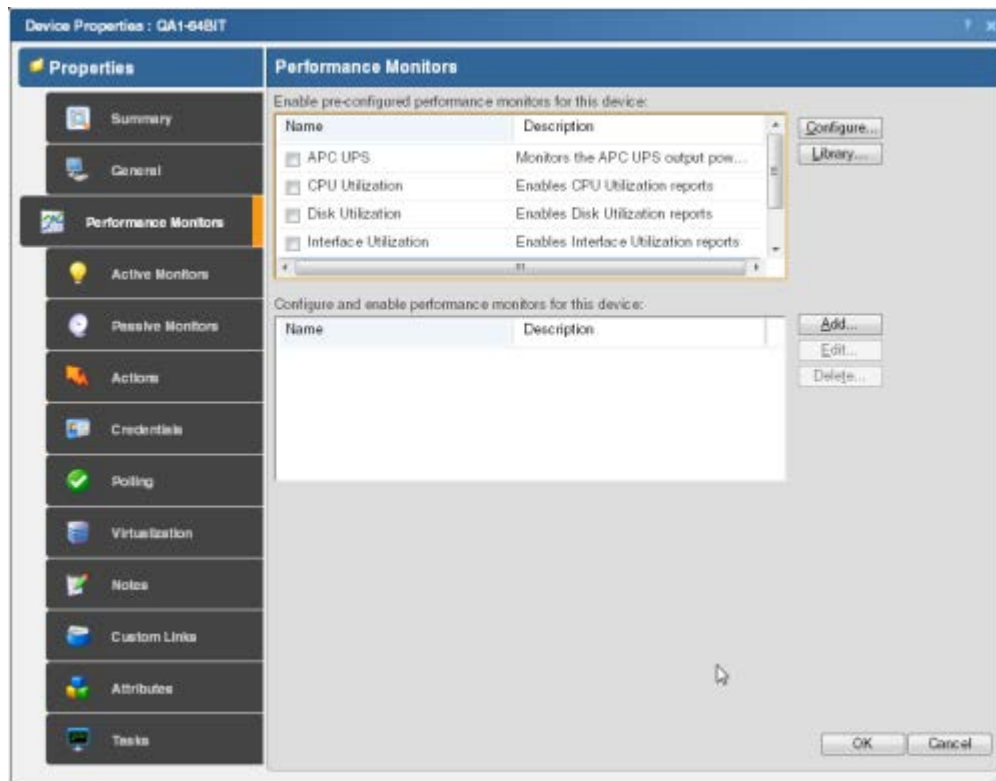 Device Properties : QA1-64BIT
?
Properties
Performance Monitors
Enable pre-configured performance monitors for this device:
Summary
General
Performance Monitors
Active Monitors
Passive Monitors
Actions
Credentials
Polling
Virtualization
Notes
Custom Links
Attributes
Tasks
Name Description
APC UPS Monitors the APC UPS output pow...
CPU Utilization Enables CPU Utilization reports
Disk Utilization Enables Disk Utilization reports
Interface Utilization Enables Interface Utilization reports
Configure...
Library...
Configure and enable performance monitors for this device:
Name Description
Add...
Edit...
Delete...
OK Cancel